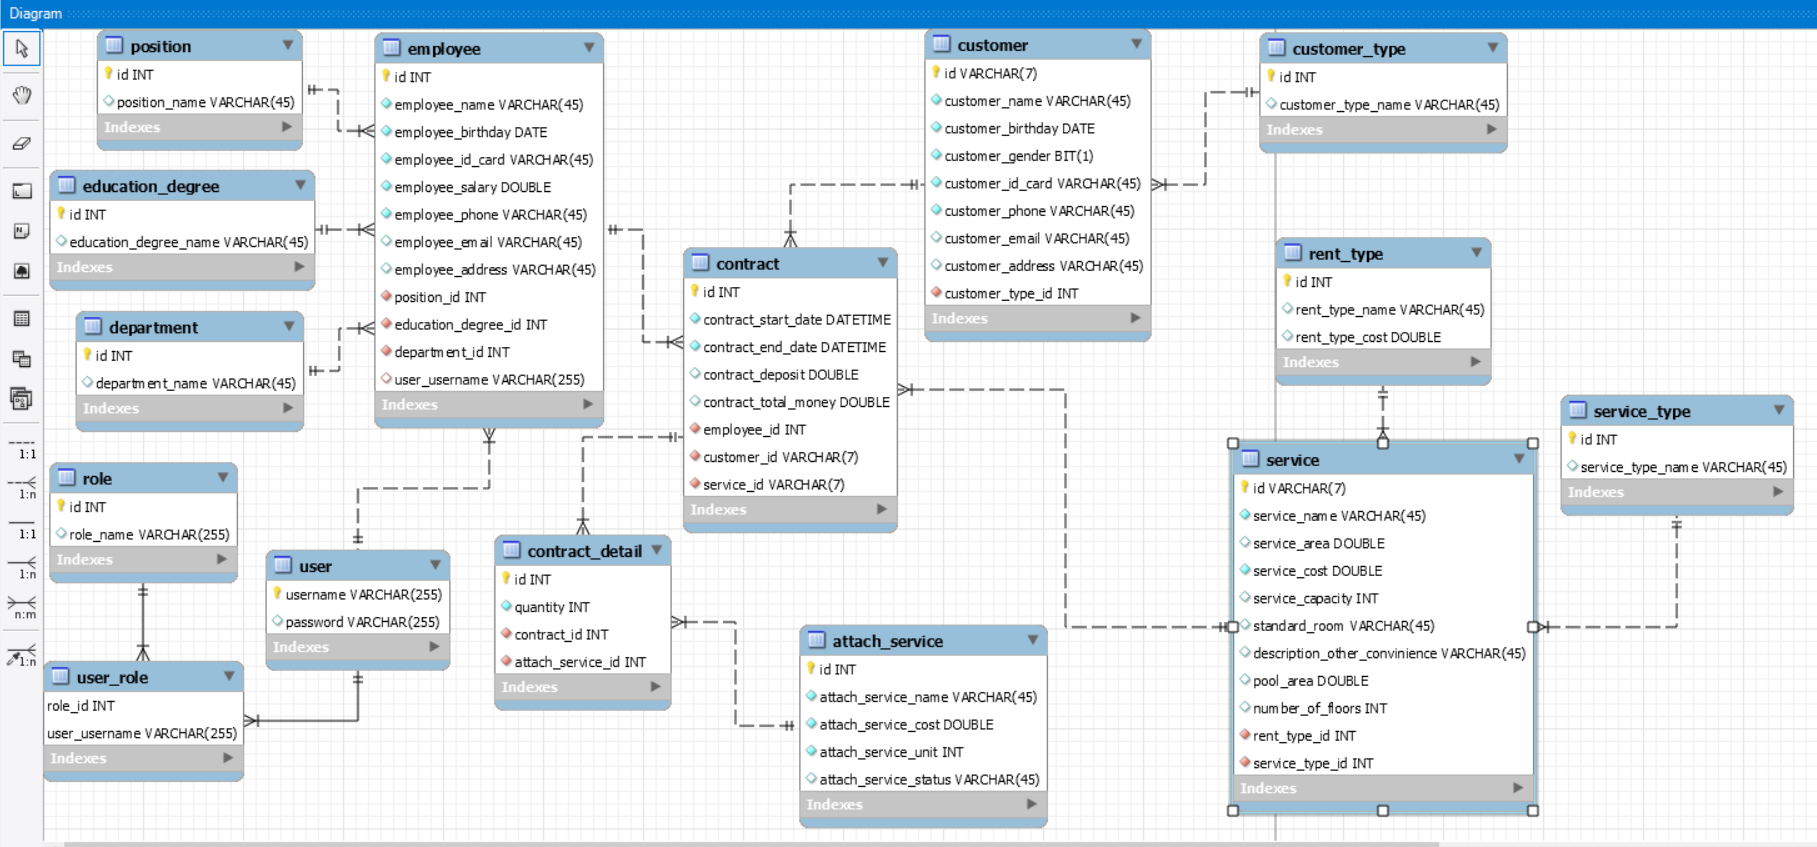 Diagram
position
id INT
position_name VARCHAR(45)
Indexes
education_degree
id INT
education_degree_name VARCHAR(45)
Indexes
department
id INT
department_name VARCHAR(45)
Indexes
role
id INT
role_name VARCHAR(255)
Indexes
user_role
role_id INT
user_username VARCHAR(255)
Indexes
user
username VARCHAR(255)
password VARCHAR(255)
Indexes
employee
id INT
employee_name VARCHAR(45)
employee_birthday DATE
employee_id_card VARCHAR(45)
employee_salary DOUBLE
employee_phone VARCHAR(45)
employee_email VARCHAR(45)
employee_address VARCHAR(45)
position_id INT
education_degree_id INT
department_id INT
user_username VARCHAR(255)
Indexes
contract_detail
id INT
quantity INT
contract_id INT
attach_service_id INT
Indexes
contract
id INT
contract_start_date DATETIME
contract_end_date DATETIME
contract_deposit DOUBLE
contract_total_money DOUBLE
employee_id INT
customer_id VARCHAR(7)
service_id VARCHAR(7)
Indexes
attach_service
id INT
attach_service_name VARCHAR(45)
attach_service_cost DOUBLE
attach_service_unit INT
attach_service_status VARCHAR(45)
Indexes
customer
id VARCHAR(7)
customer_name VARCHAR(45)
customer_birthday DATE
customer_gender BIT(1)
customer_id_card VARCHAR(45)
customer_phone VARCHAR(45)
customer_email VARCHAR(45)
customer_address VARCHAR(45)
customer_type_id INT
Indexes
customer_type
id INT
customer_type_name VARCHAR(45)
Indexes
rent_type
id INT
rent_type_name VARCHAR(45)
rent_type_cost DOUBLE
Indexes
service_type
id INT
service_type_name VARCHAR(45)
Indexes
service
id VARCHAR(7)
service_name VARCHAR(45)
service_area DOUBLE
service_cost DOUBLE
service_capacity INT
standard_room VARCHAR(45)
description_other_convinience VARCHAR(45)
pool_area DOUBLE
number_of_floors INT
rent_type_id INT
service_type_id INT
Indexes
1:1
1:n
1:1
1:n
n:m
1:n